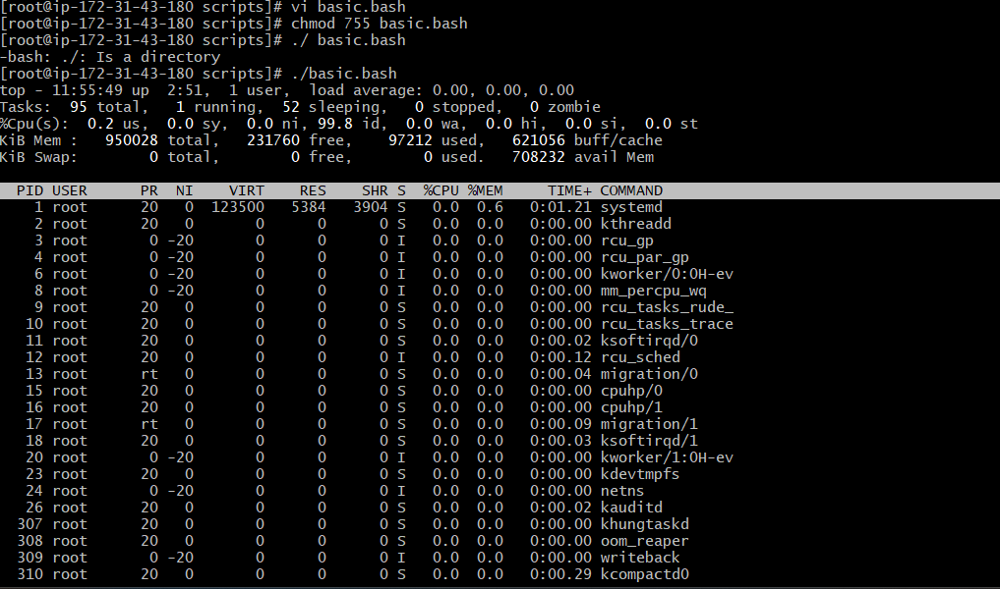 [root@ip-172-31-43-180 scripts]# vi basic.bash
[root@ip-172-31-43-180 scripts]# chmod 755 basic.bash
[root@ip-172-31-43-180 scripts]# ./ basic.bash
-bash: ./: Is a directory
[root@ip-172-31-43-180 scripts]# ./basic.bash
top - 11:55:49 up  2:51,  1 user,  load average: 0.00, 0.00, 0.00
Tasks:  95 total,   1 running,  52 sleeping,   0 stopped,   0 zombie
%Cpu(s):  0.2 us,  0.0 sy,  0.0 ni, 99.8 id,  0.0 wa,  0.0 hi,  0.0 si,  0.0 st
KiB Mem :   950028 total,   231760 free,    97212 used,   621056 buff/cache
KiB Swap:        0 total,        0 free,        0 used.   708232 avail Mem
  PID USER      PR  NI    VIRT    RES    SHR S  %CPU %MEM     TIME+ COMMAND
    1 root      20   0  123500   5384   3904 S   0.0  0.6   0:01.21 systemd
    2 root      20   0       0      0      0 S   0.0  0.0   0:00.00 kthreadd
    3 root       0 -20       0      0      0 I   0.0  0.0   0:00.00 rcu_gp
    4 root       0 -20       0      0      0 I   0.0  0.0   0:00.00 rcu_par_gp
    6 root       0 -20       0      0      0 I   0.0  0.0   0:00.00 kworker/0:0H-ev
    8 root       0 -20       0      0      0 I   0.0  0.0   0:00.00 mm_percpu_wq
    9 root      20   0       0      0      0 S   0.0  0.0   0:00.00 rcu_tasks_rude_
   10 root      20   0       0      0      0 S   0.0  0.0   0:00.00 rcu_tasks_trace
   11 root      20   0       0      0      0 S   0.0  0.0   0:00.02 ksoftirqd/0
   12 root      20   0       0      0      0 I   0.0  0.0   0:00.12 rcu_sched
   13 root      rt   0       0      0      0 S   0.0  0.0   0:00.04 migration/0
   15 root      20   0       0      0      0 S   0.0  0.0   0:00.00 cpuhp/0
   16 root      20   0       0      0      0 S   0.0  0.0   0:00.00 cpuhp/1
   17 root      rt   0       0      0      0 S   0.0  0.0   0:00.09 migration/1
   18 root      20   0       0      0      0 S   0.0  0.0   0:00.03 ksoftirqd/1
   20 root       0 -20       0      0      0 I   0.0  0.0   0:00.00 kworker/1:0H-ev
   23 root      20   0       0      0      0 S   0.0  0.0   0:00.00 kdevtmpfs
   24 root       0 -20       0      0      0 I   0.0  0.0   0:00.00 netns
   26 root      20   0       0      0      0 S   0.0  0.0   0:00.02 kauditd
  307 root      20   0       0      0      0 S   0.0  0.0   0:00.00 khungtaskd
  308 root      20   0       0      0      0 S   0.0  0.0   0:00.00 oom_reaper
  309 root       0 -20       0      0      0 I   0.0  0.0   0:00.00 writeback
  310 root      20   0       0      0      0 S   0.0  0.0   0:00.29 kcompactd0